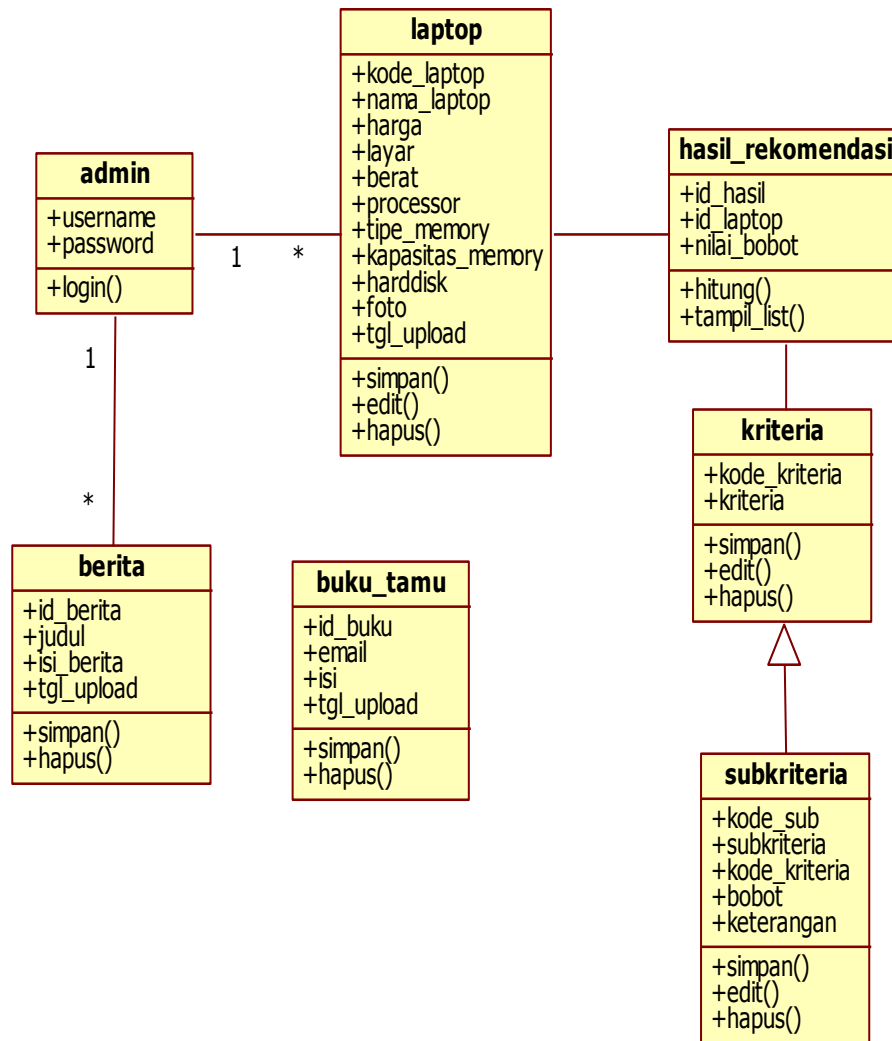 laptop
+kode_laptop
+nama_laptop
+harga
+layar
+berat
+processor
+tipe_memory
+kapasitas_memory
+harddisk
+foto
+tgl_upload
+simpan()
+edit()
+hapus()
admin
+username
+password
+login()
1
*
hasil_rekomendasi
+id_hasil
+id_laptop
+nilai_bobot
+hitung()
+tampil_list()
1
*
kriteria
+kode_kriteria
+kriteria
+simpan()
+edit()
+hapus()
berita
+id_berita
+judul
+isi_berita
+tgl_upload
+simpan()
+hapus()
buku_tamu
+id_buku
+email
+isi
+tgl_upload
+simpan()
+hapus()
subkriteria
+kode_sub
+subkriteria
+kode_kriteria
+bobot
+keterangan
+simpan()
+edit()
+hapus()